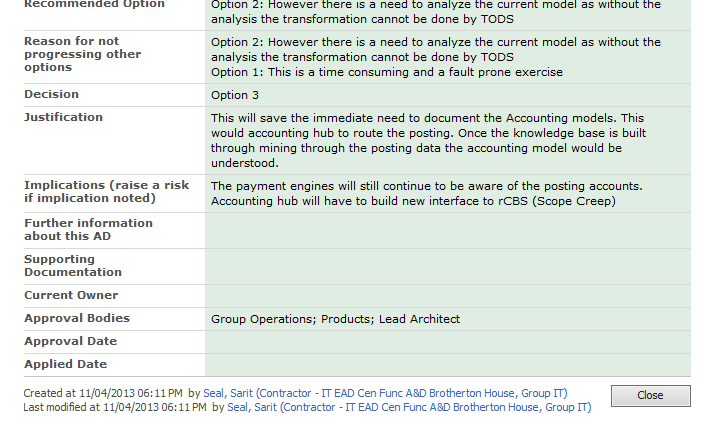 Recommended Option
Option 2: However there is a need to analyze the current model as without the
analysis the transformation cannot be done by TODS
Reason for not
progressing other
options
Option 2: However there is a need to analyze the current model as without the
analysis the transformation cannot be done by TODS
Option 1: This is a time consuming and a fault prone exercise
Decision
Option 3
Justification
This will save the immediate need to document the Accounting models. This
would accounting hub to route the posting. Once the knowledge base is built
through mining through the posting data the accounting model would be
understood.
Implications (raise a risk
if implication noted)
The payment engines will still continue to be aware of the posting accounts.
Accounting hub will have to build new interface to rCBS (Scope Creep)
Further information
about this AD
Supporting
Documentation
Current Owner
Approval Bodies
Group Operations; Products; Lead Architect
Approval Date
Applied Date
Created at 11/04/2013 06:11 PM by Seal, Sarit (Contractor - IT EAD Cen Func A&D Brotherton House, Group IT)
Last modified at 11/04/2013 06:11 PM by Seal, Sarit (Contractor - IT EAD Cen Func A&D Brotherton House, Group IT)
Close